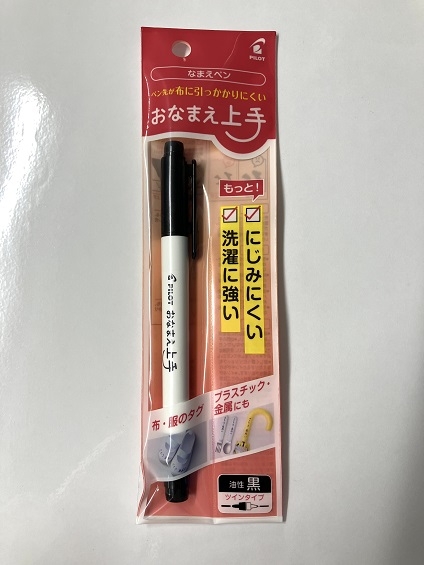 PILOT
なまえペン
ペン先が布に引っかかりにくい
おなまえ上手
もっと!
にじみにくい
洗濯に強い
PILOT
おなまえ上手
布・服のタグ
プラスチック・
金属にも
油性 黒
ツインタイプ